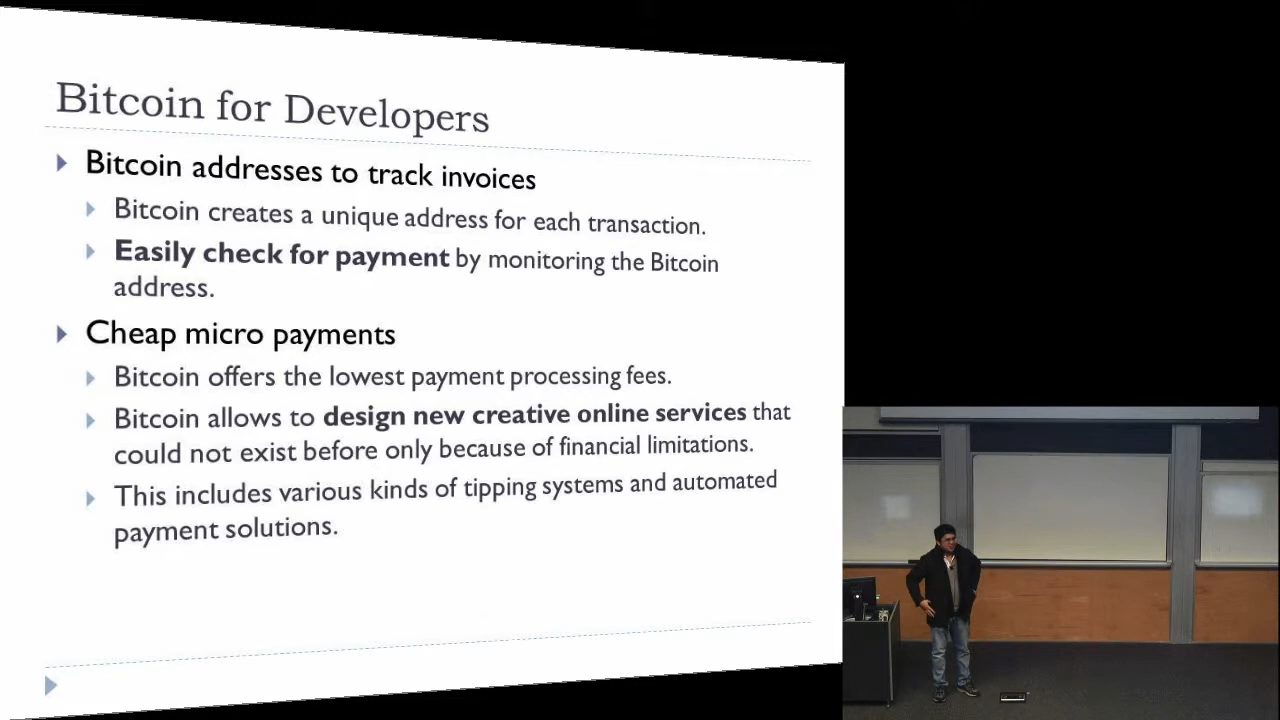 Bitcoin for Developers
Bitcoin addresses to track invoices
Bitcoin creates a unique address for each transaction.
Easily check for payment by monitoring the Bitcoin
address.
Cheap micro payments
Bitcoin offers the lowest payment processing fees.
Bitcoin allows to design new creative online services that
could not exist before only because of financial limitations.
This includes various kinds of tipping systems and automated
payment solutions.